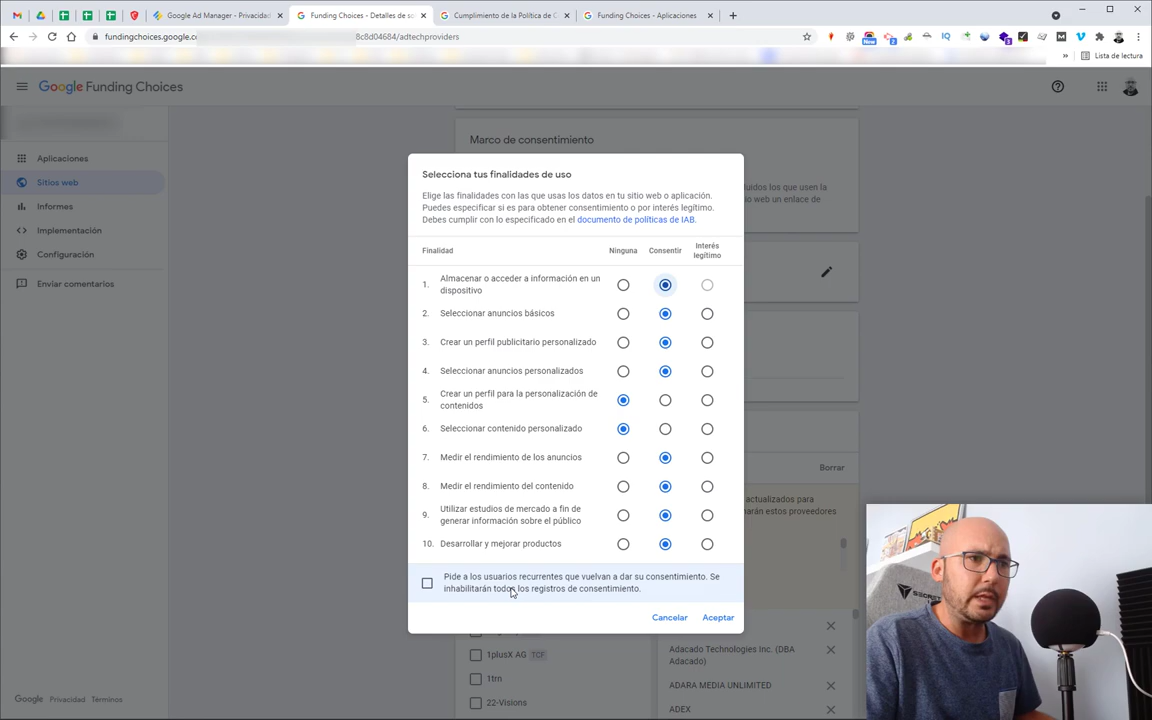 Google Ad Manager - Privacidad
Funding Choices - Detalles de so
Cumplimiento de la Política de C
Funding Choices - Aplicaciones
fundingchoices.google.co
8c8d04684/adtechproviders
New
Lista de lectura
Google Funding Choices
Marco de consentimiento
Aplicaciones
Sitios web
Informes
Implementación
Configuración
Enviar comentarios
luidos los que usen la
io web un enlace de
Selecciona tus finalidades de uso
Elige las finalidades con las que usas los datos en tu sitio web o aplicación.
Puedes especificar si es para obtener consentimiento o por interés legítimo.
Debes cumplir con lo especificado en el documento de políticas de IAB.
Finalidad Ninguna Consentir Interés legítimo
1. Almacenar o acceder a información en un
dispositivo
2. Seleccionar anuncios básicos
3. Crear un perfil publicitario personalizado
4. Seleccionar anuncios personalizados
5. Crear un perfil para la personalización de
contenidos
6. Seleccionar contenido personalizado
7. Medir el rendimiento de los anuncios
8. Medir el rendimiento del contenido
9. Utilizar estudios de mercado a fin de
generar información sobre el público
10. Desarrollar y mejorar productos
Pide a los usuarios recurrentes que vuelvan a dar su consentimiento. Se
inhabilitarán todos los registros de consentimiento.
Cancelar Aceptar
Borrar
actualizados para
narán estos proveedores
1plusX AG TCF
1trn
22-Visions
Adacado Technologies Inc. (DBA
Adacado)
ADARA MEDIA UNLIMITED
ADEX
Google Privacidad Términos